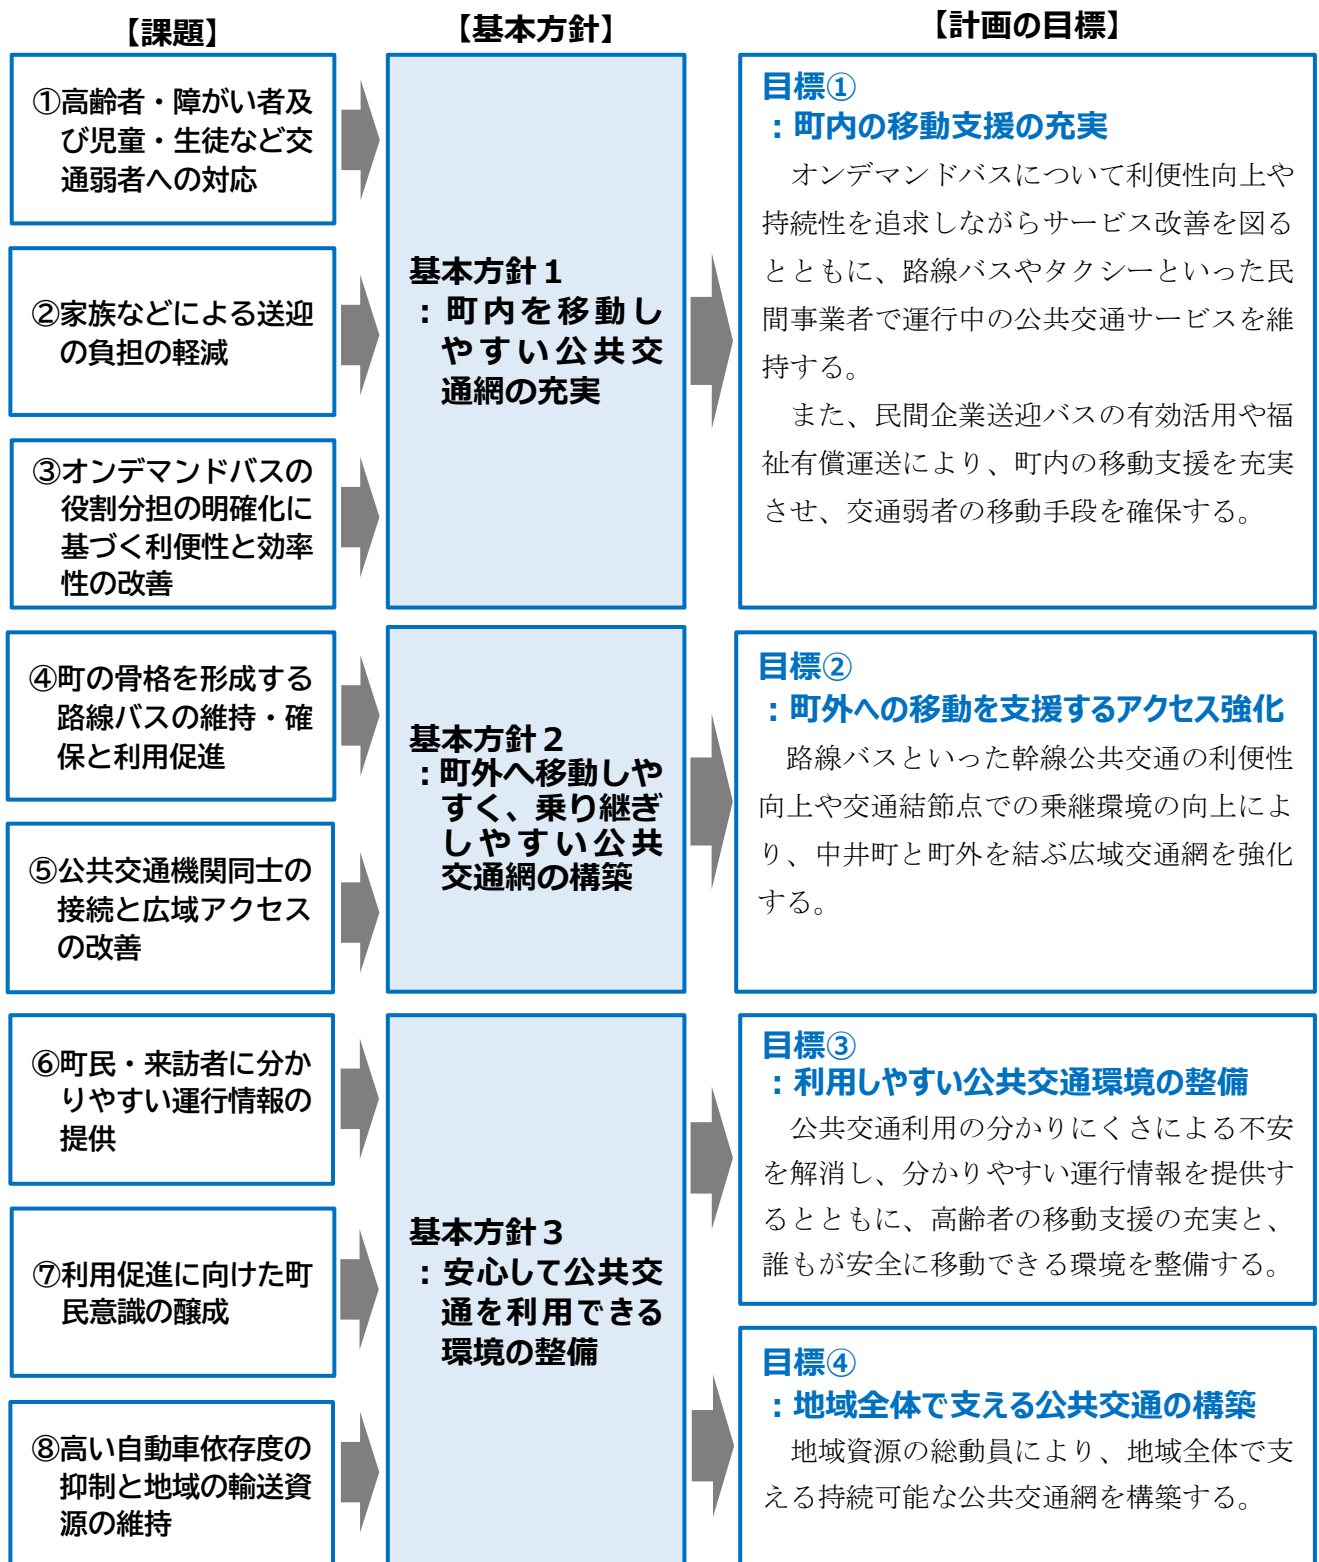 【課題】
【基本方針】
【計画の目標】
①高齢者・障がい者及
び児童・生徒など交
通弱者への対応
②家族などによる送迎
の負担の軽減
③オンデマンドバスの
役割分担の明確化に
基づく利便性と効率
性の改善
基本方針１
：町内を移動し
やすい公共交
通網の充実
目標①
：町内の移動支援の充実
オンデマンドバスについて利便性向上や
持続性を追求しながらサービス改善を図る
とともに、路線バスやタクシーといった民
間事業者で運行中の公共交通サービスを維
持する。
また、民間企業送迎バスの有効活用や福
祉有償運送により、町内の移動支援を充実
させ、交通弱者の移動手段を確保する。
④町の骨格を形成する
路線バスの維持・確
保と利用促進
⑤公共交通機関同士の
接続と広域アクセス
の改善
基本方針２
：町外へ移動しや
すく、乗り継ぎ
しやすい公共
交通網の構築
目標②
：町外への移動を支援するアクセス強化
路線バスといった幹線公共交通の利便性
向上や交通結節点での乗継環境の向上によ
り、中井町と町外を結ぶ広域交通網を強化
する。
⑥町民・来訪者に分か
りやすい運行情報の
提供
⑦利用促進に向けた町
民意識の醸成
⑧高い自動車依存度の
抑制と地域の輸送資
源の維持
基本方針３
：安心して公共交
通を利用できる
環境の整備
目標③
：利用しやすい公共交通環境の整備
公共交通利用の分かりにくさによる不安
を解消し、分かりやすい運行情報を提供す
るとともに、高齢者の移動支援の充実と、
誰もが安全に移動できる環境を整備する。
目標④
：地域全体で支える公共交通の構築
地域資源の総動員により、地域全体で支
える持続可能な公共交通網を構築する。